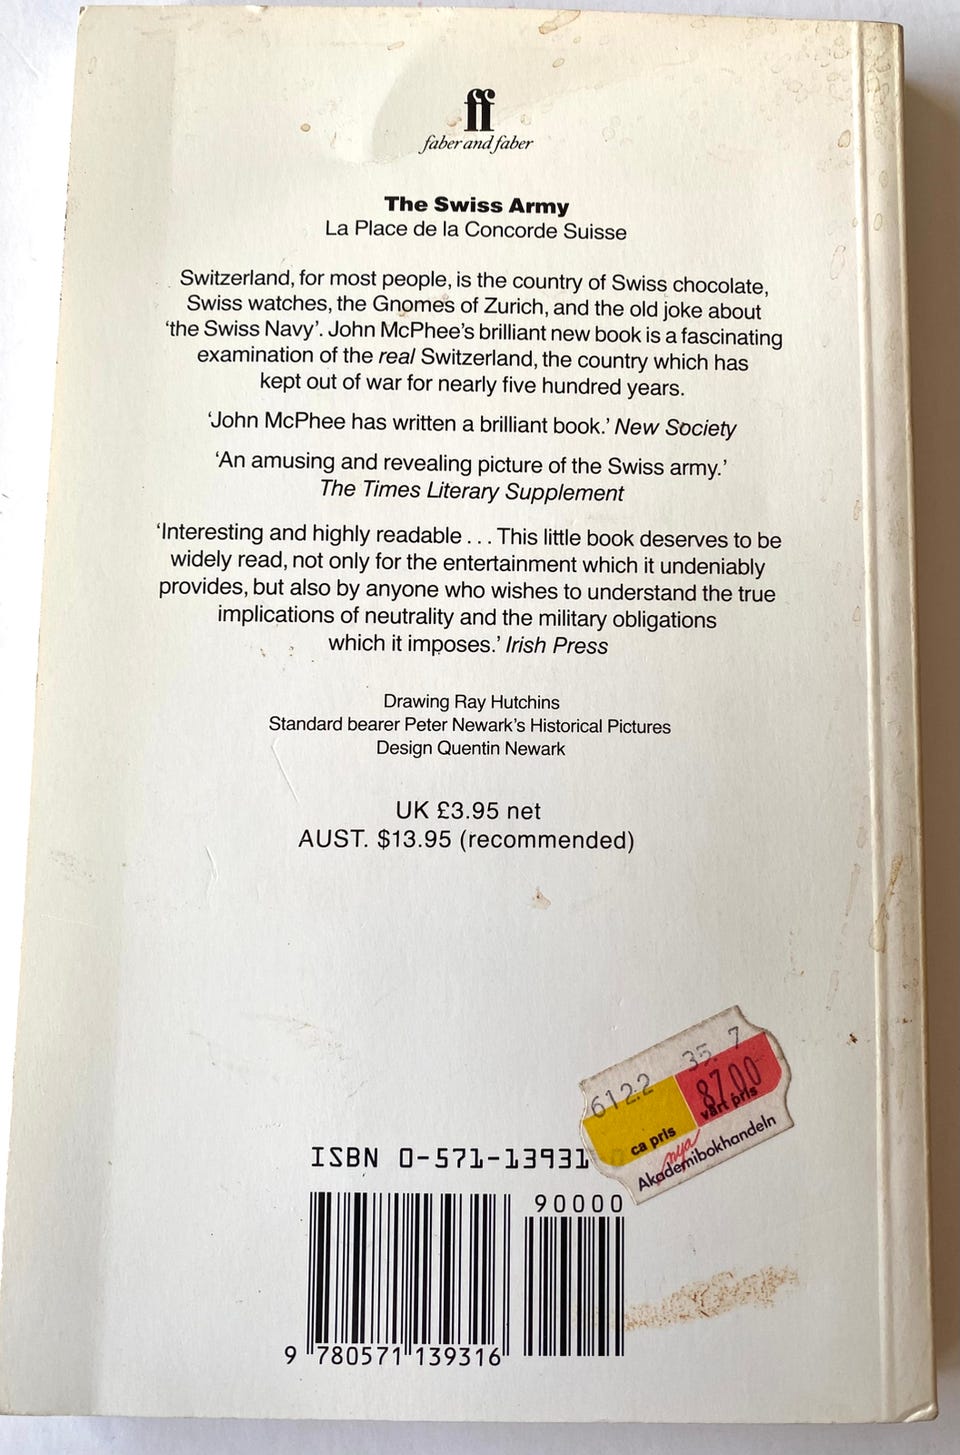 ff
faber and faber
The Swiss Army
La Place de la Concorde Suisse
Switzerland, for most people, is the country of Swiss chocolate,
Swiss watches, the Gnomes of Zurich, and the old joke about
‘the Swiss Navy’. John McPhee’s brilliant new book is a fascinating
examination of the real Switzerland, the country which has
kept out of war for nearly five hundred years.
‘John McPhee has written a brilliant book.’ New Society
‘An amusing and revealing picture of the Swiss army.’
The Times Literary Supplement
‘Interesting and highly readable . . . This little book deserves to be
widely read, not only for the entertainment which it undeniably
provides, but also by anyone who wishes to understand the true
implications of neutrality and the military obligations
which it imposes.’ Irish Press
Drawing Ray Hutchins
Standard bearer Peter Newark’s Historical Pictures
Design Quentin Newark
UK £3.95 net
AUST. $13.95 (recommended)
35 7
6122 8700
ca pris vårt pris
nya
Akademibokhandeln
ISBN 0-571-13931
90000
9 780571 139316